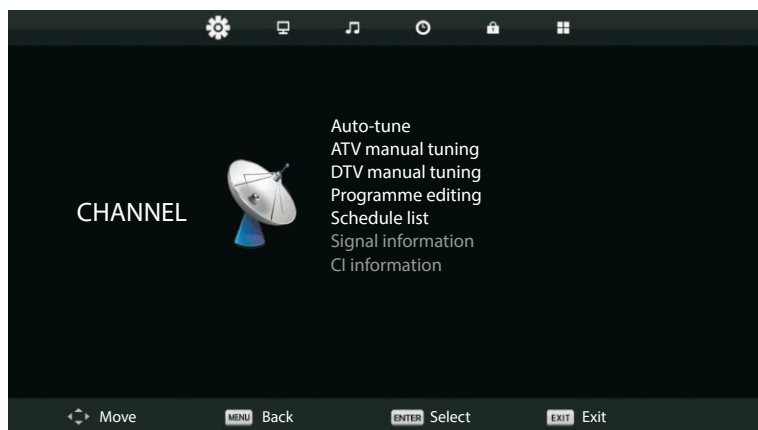 CHANNEL
Auto-tune
ATV manual tuning
DTV manual tuning
Programme editing
Schedule list
Signal information
CI information
Move MENU Back ENTER Select EXIT Exit